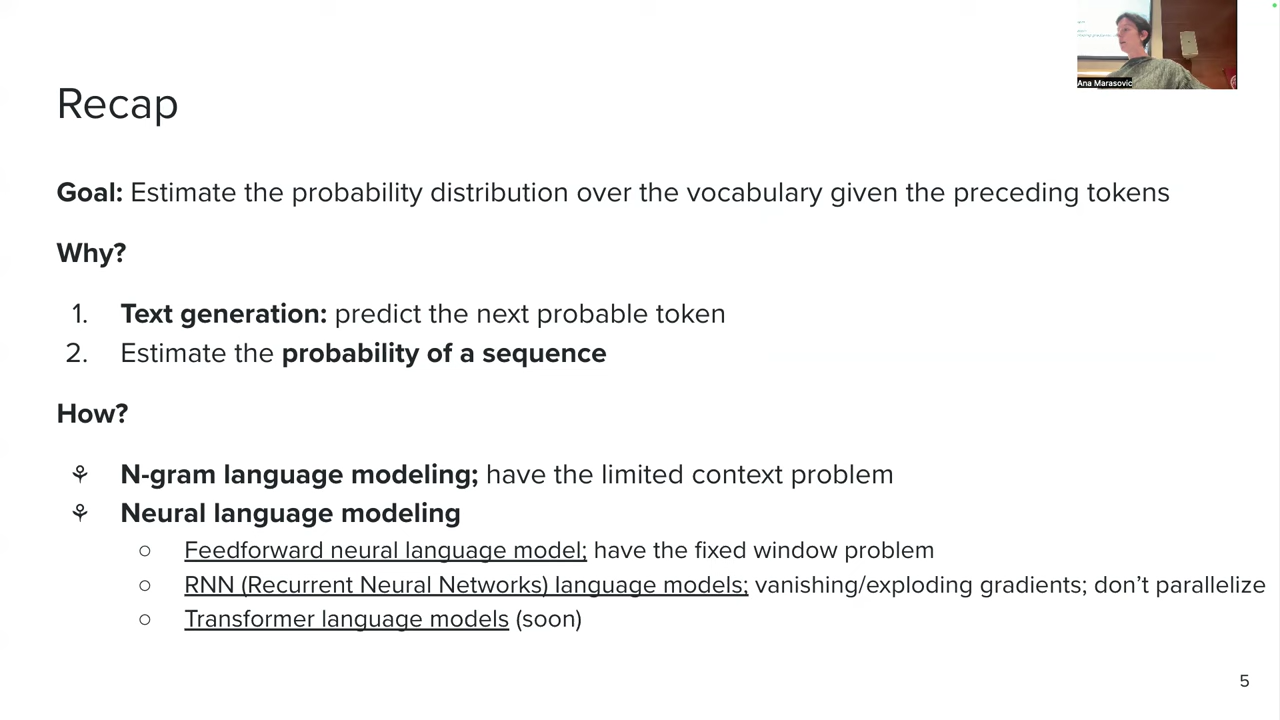 Ana Marasovic
Recap
Goal: Estimate the probability distribution over the vocabulary given the preceding tokens
Why?
1. Text generation: predict the next probable token
2. Estimate the probability of a sequence
How?
⚘ N-gram language modeling; have the limited context problem
⚘ Neural language modeling
○ Feedforward neural language model; have the fixed window problem
○ RNN (Recurrent Neural Networks) language models; vanishing/exploding gradients; don’t parallelize
○ Transformer language models (soon)
5